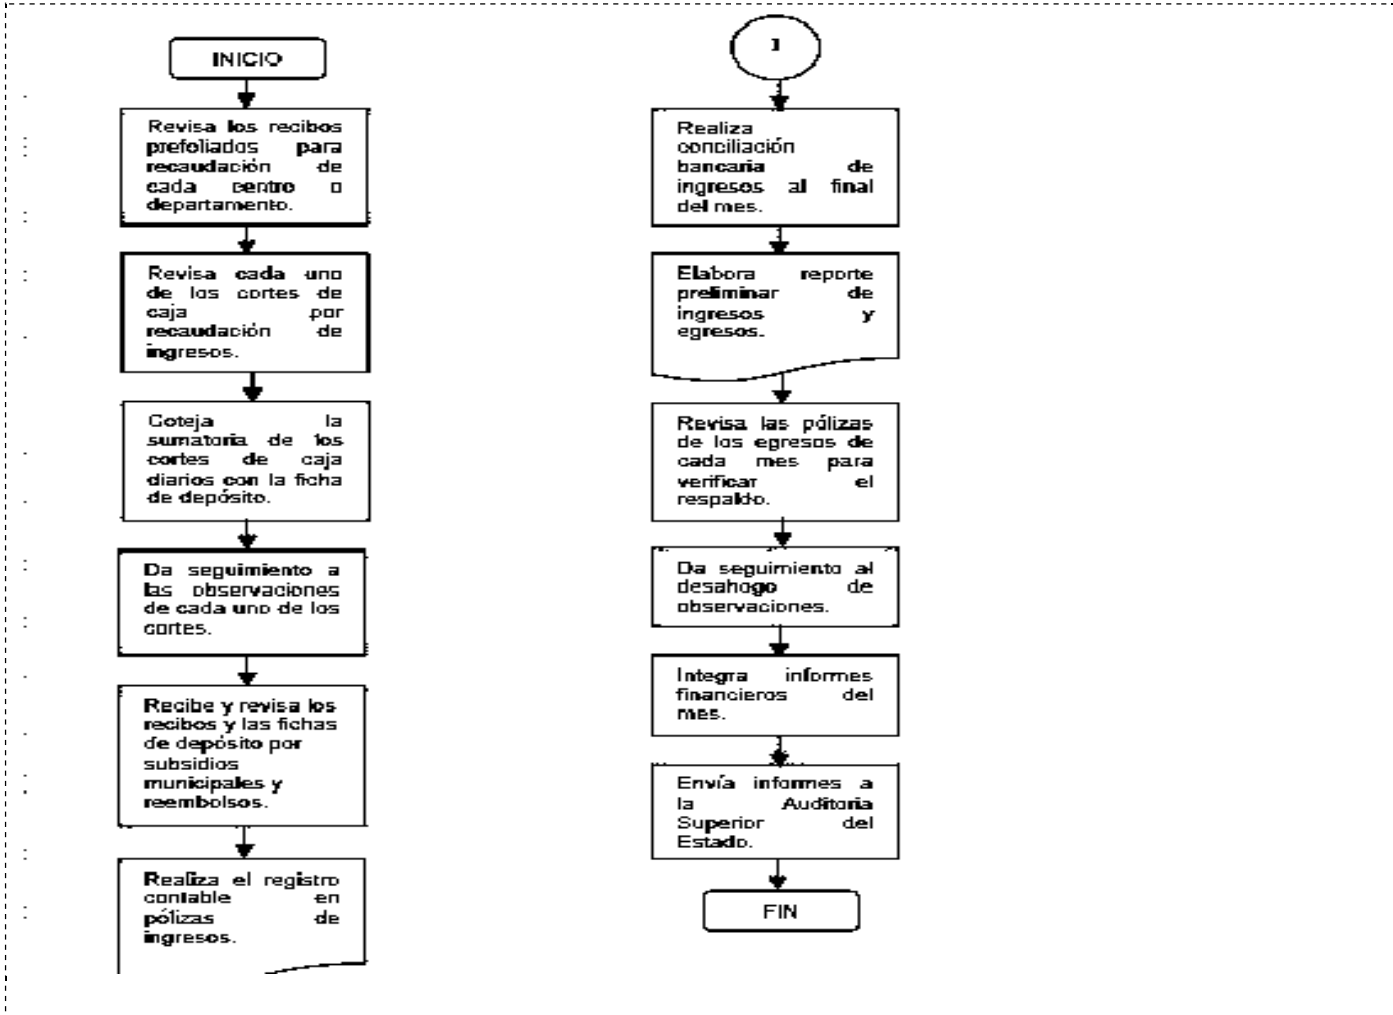 INICIO
Revisa los recibos
prefoliados para
recaudación de
cada centro o
departamento.
Revisa cada uno
de los cortes de
caja por
recaudación de
ingresos.
Coteja la
sumatoria de los
cortes de caja
diarios con la ficha
de depósito.
Da seguimiento a
las observaciones
de cada uno de los
cortes.
Recibe y revisa los
recibos y las fichas
de depósito por
subsidios
municipales y
reembolsos.
Realiza el registro
contable en
pólizas de
ingresos.
1
Realiza
conciliación
bancaria de
ingresos al final
del mes.
Elabora reporte
preliminar de
ingresos y
egresos.
Revisa las pólizas
de los egresos de
cada mes para
verificar el
respaldo.
Da seguimiento al
desahogo de
observaciones.
Integra informes
financieros del
mes.
Envía informes a
la Auditoria
Superior del
Estado.
FIN